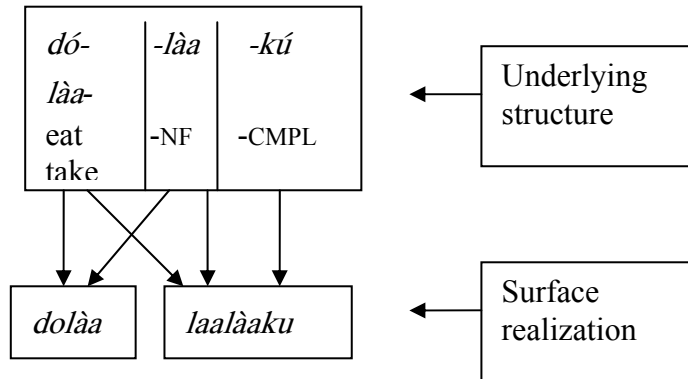 dó- -làa -kú
làa-
eat -NF -CMPL
take
Underlying
structure
dolàa laalàaku
Surface
realization